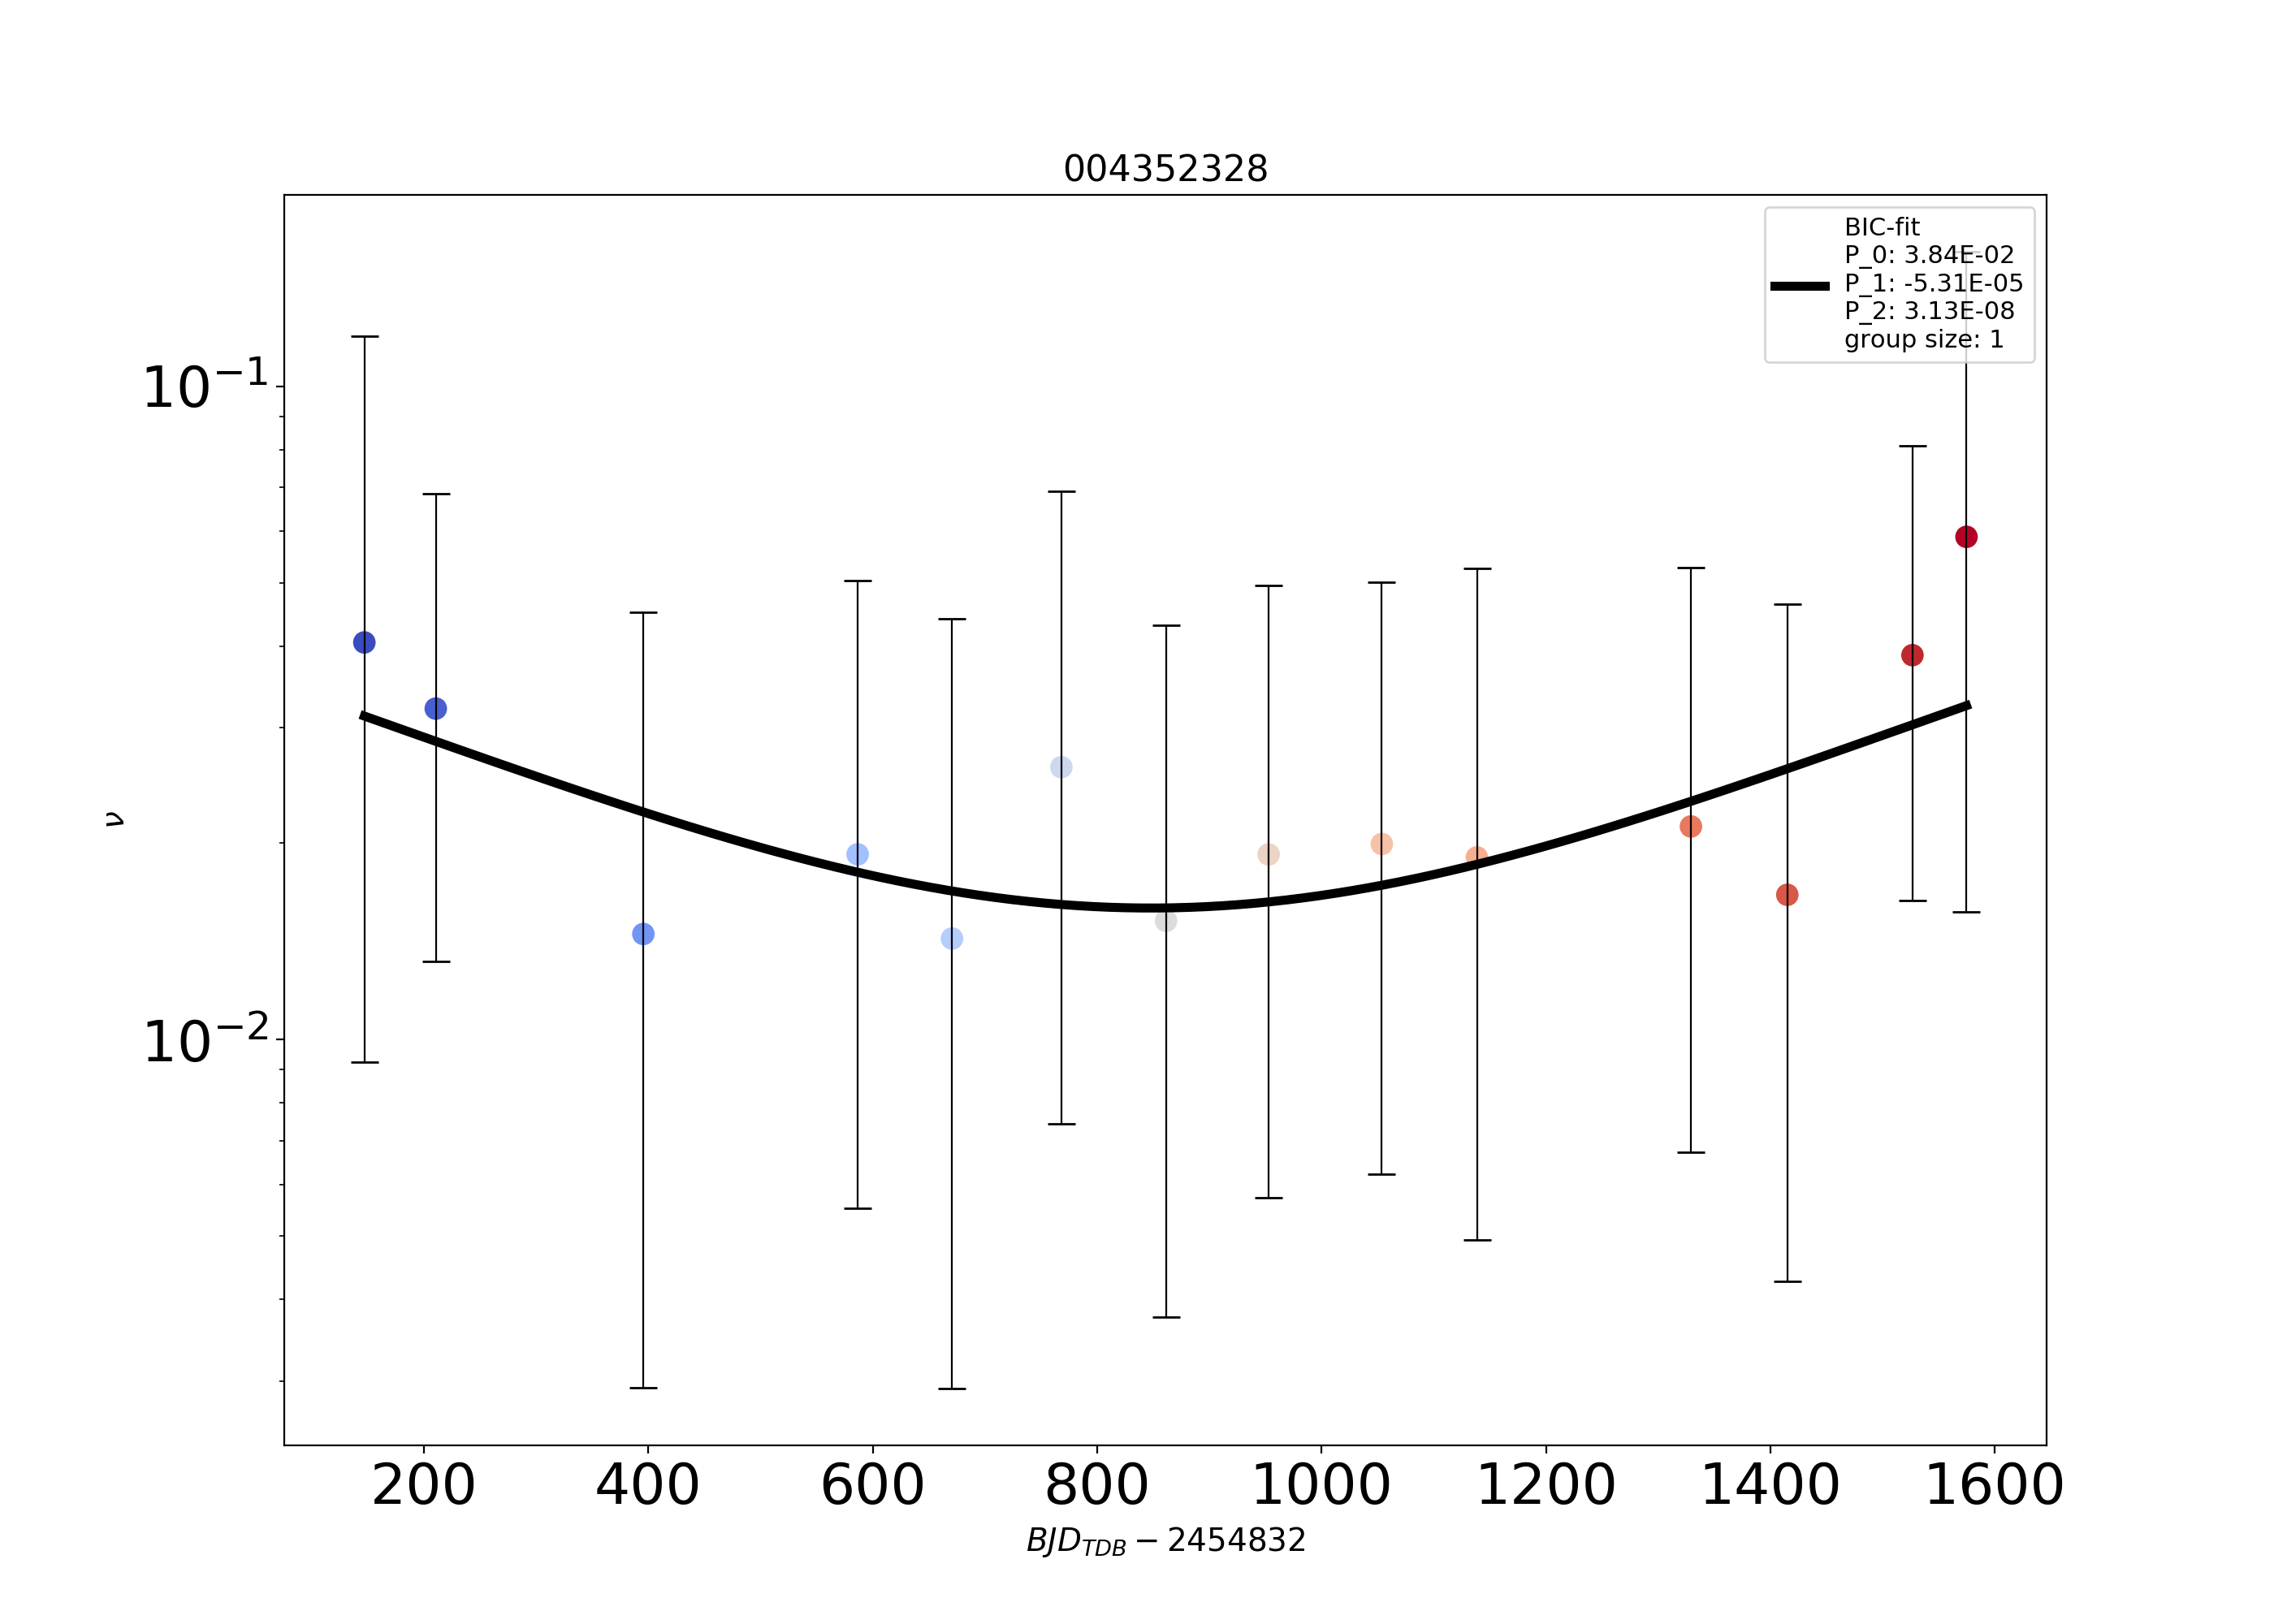 004352328
BIC-fit
P_0: 3.84E-02
P_1: -5.31E-05
P_2: 3.13E-08
group size: 1
10⁻¹
10⁻²
ν
200 400 600 800 1000 1200 1400 1600
BJD_TDB − 2454832